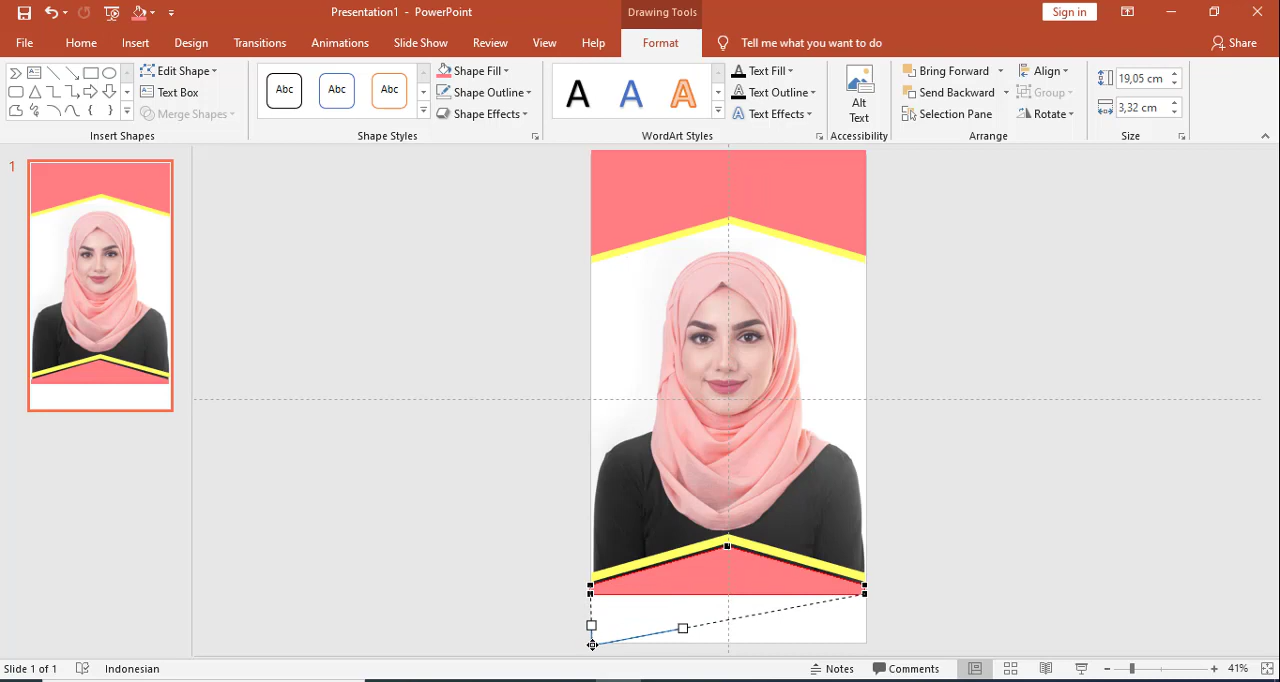 Presentation1 - PowerPoint
Drawing Tools
Sign in
File
Home
Insert
Design
Transitions
Animations
Slide Show
Review
View
Help
Format
Tell me what you want to do
Share
Edit Shape
Text Box
Merge Shapes
Insert Shapes
Abc
Abc
Abc
Shape Fill
Shape Outline
Shape Effects
Shape Styles
A
A
A
Text Fill
Text Outline
Text Effects
WordArt Styles
Alt
Text
Accessibility
Bring Forward
Send Backward
Selection Pane
Align
Group
Rotate
Arrange
19,05 cm
3,32 cm
Size
1
Slide 1 of 1
Indonesian
Notes
Comments
41%